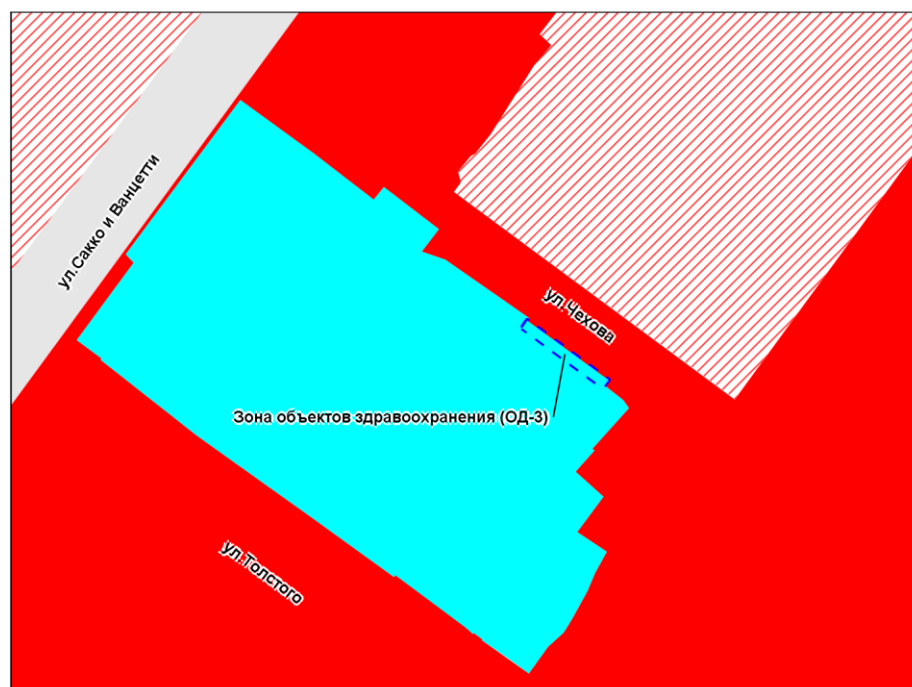 ул.Сакко и Ванцетти
ул.Чехова
Зона объектов здравоохранения (ОД-3)
ул.Толстого